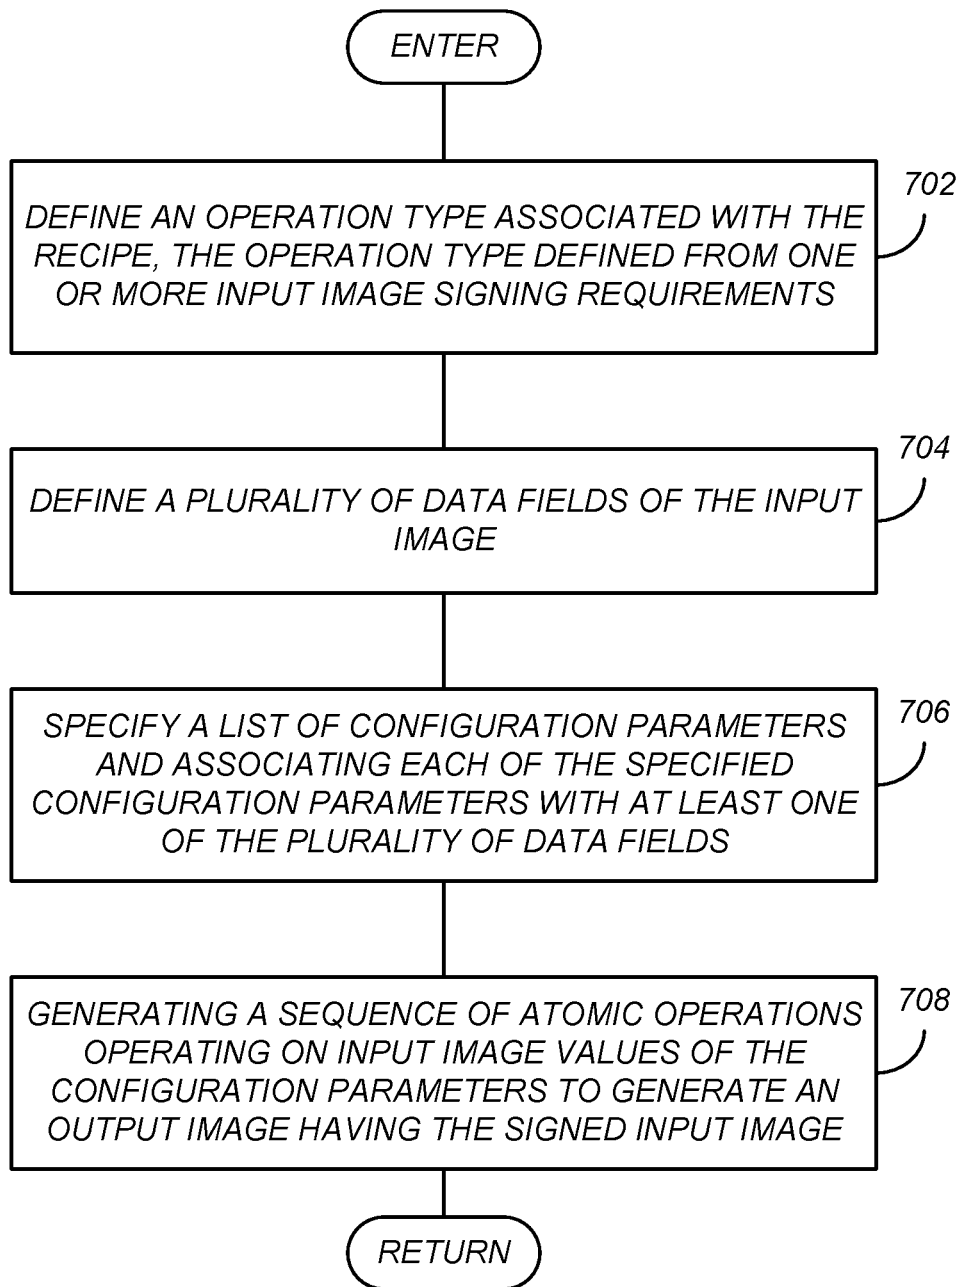 ENTER
702
DEFINE AN OPERATION TYPE ASSOCIATED WITH THE
RECIPE, THE OPERATION TYPE DEFINED FROM ONE
OR MORE INPUT IMAGE SIGNING REQUIREMENTS
704
DEFINE A PLURALITY OF DATA FIELDS OF THE INPUT
IMAGE
706
SPECIFY A LIST OF CONFIGURATION PARAMETERS
AND ASSOCIATING EACH OF THE SPECIFIED
CONFIGURATION PARAMETERS WITH AT LEAST ONE
OF THE PLURALITY OF DATA FIELDS
708
GENERATING A SEQUENCE OF ATOMIC OPERATIONS
OPERATING ON INPUT IMAGE VALUES OF THE
CONFIGURATION PARAMETERS TO GENERATE AN
OUTPUT IMAGE HAVING THE SIGNED INPUT IMAGE
RETURN